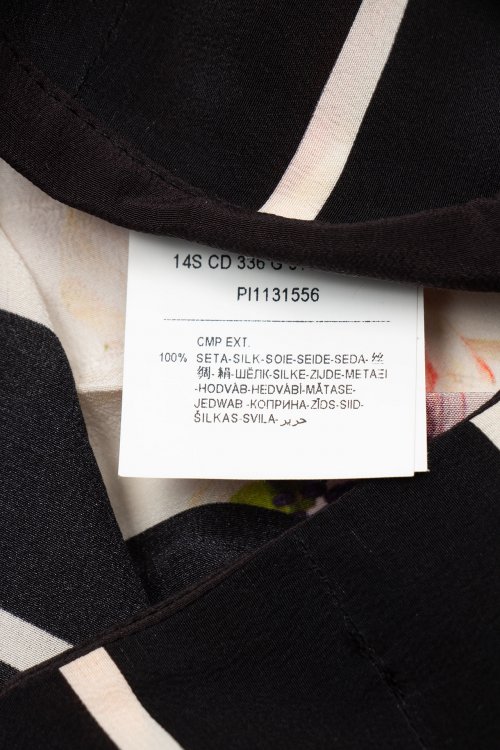 14S CD 336 G
PI1131556
CMP EXT.
100% SETA-SILK-SOIE-SEIDE-SEDA- 丝
绸- 絹-ШЁЛК-SILKE-ZIJDE-ΜΕΤΑΞΙ
-HODVÁB-HEDVÁBÍ-MĂTASE-
JEDWAB -КОПРИНА-ZĪDS-SIID-
ŠILKAS-SVILA- حرير